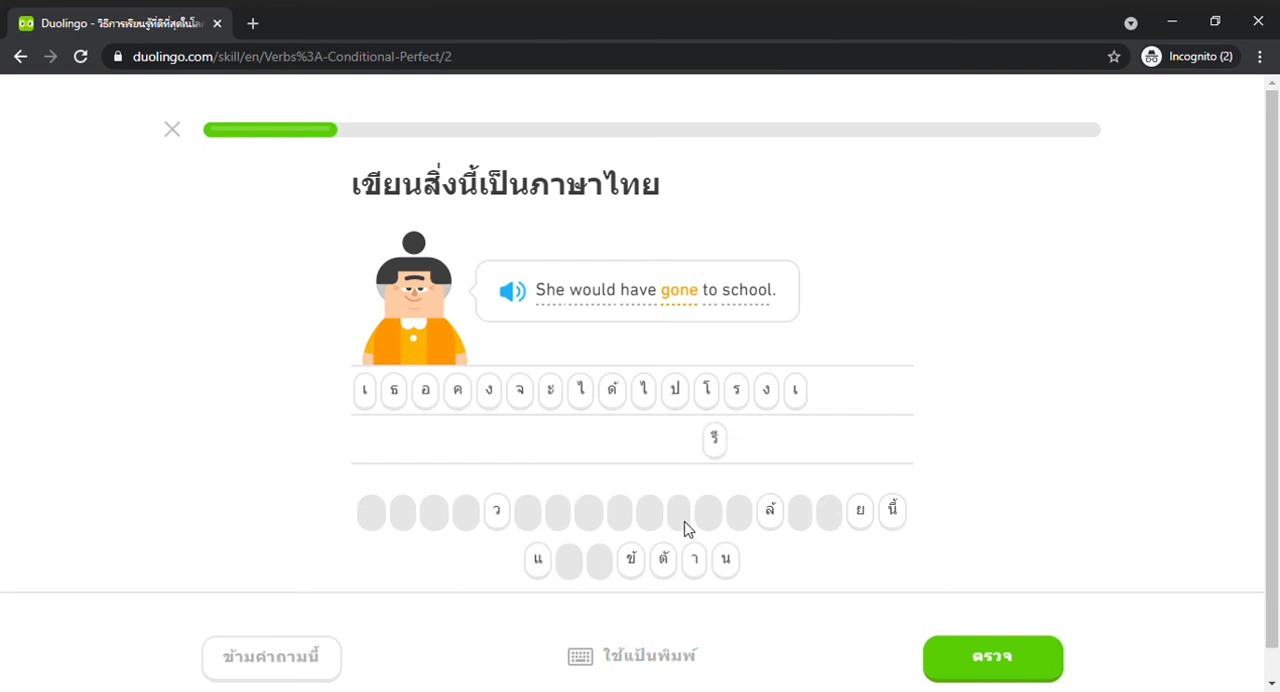 Duolingo - วิธีการเรียนรู้ที่ดีที่สุดในโล
duolingo.com/skill/en/Verbs%3A-Conditional-Perfect/2
Incognito (2)
เขียนสิ่งนี้เป็นภาษาไทย
She would have gone to school.
เ ธ อ ค ง จ ะ ไ ด้ ไ ป โ ร ง เ
รี
ว ล้ ย นี้
แ ข้ ตั า น
ข้ามคำถามนี้
ใช้แป้นพิมพ์
ตรวจ